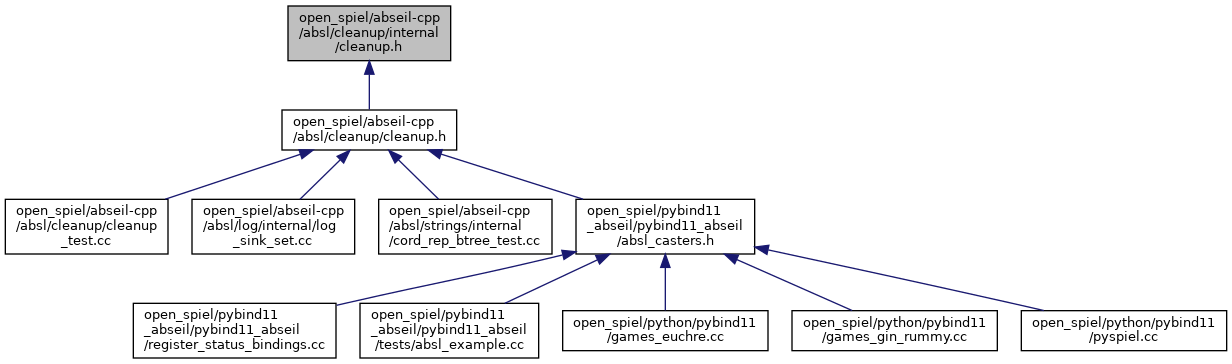 open_spiel/abseil-cpp
/absl/cleanup/internal
/cleanup.h
open_spiel/abseil-cpp
/absl/cleanup/cleanup.h
open_spiel/abseil-cpp
/absl/cleanup/cleanup
_test.cc
open_spiel/abseil-cpp
/absl/log/internal/log
_sink_set.cc
open_spiel/abseil-cpp
/absl/strings/internal
/cord_rep_btree_test.cc
open_spiel/pybind11
_abseil/pybind11_abseil
/absl_casters.h
open_spiel/pybind11
_abseil/pybind11_abseil
/register_status_bindings.cc
open_spiel/pybind11
_abseil/pybind11_abseil
/tests/absl_example.cc
open_spiel/python/pybind11
/games_euchre.cc
open_spiel/python/pybind11
/games_gin_rummy.cc
open_spiel/python/pybind11
/pyspiel.cc